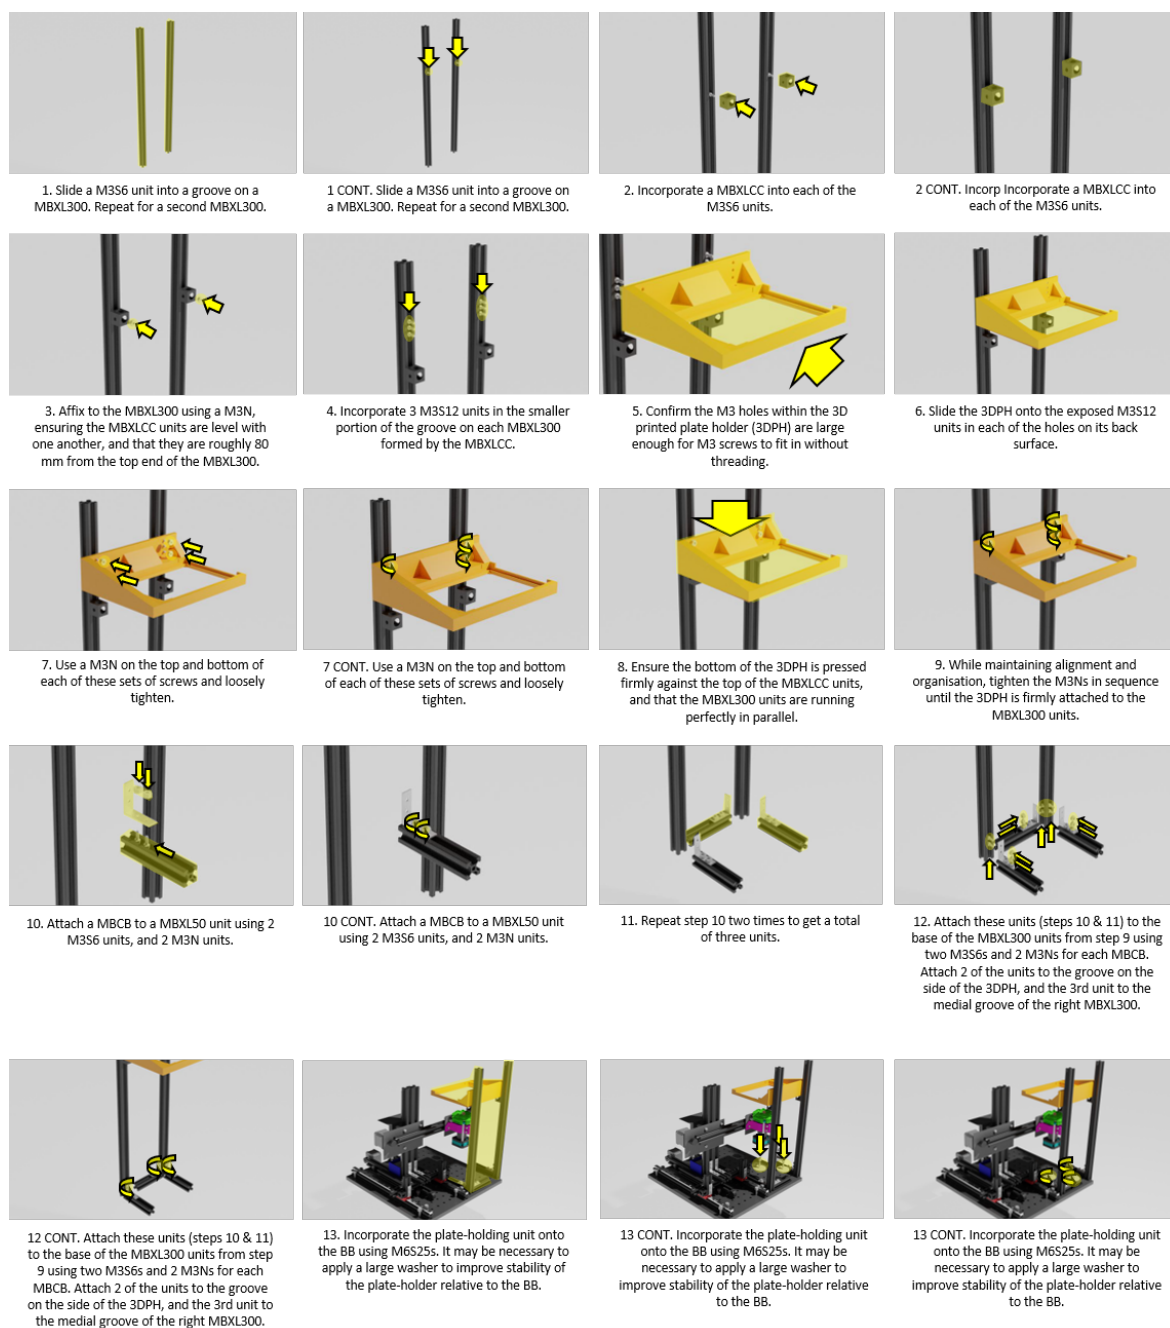 1. Slide a M3S6 unit into a groove on a
MBXL300. Repeat for a second MBXL300.
1 CONT. Slide a M3S6 unit into a groove on
a MBXL300. Repeat for a second MBXL300.
2. Incorporate a MBXLCC into each of the
M3S6 units.
2 CONT. Incorp Incorporate a MBXLCC into
each of the M3S6 units.
3. Affix to the MBXL300 using a M3N,
ensuring the MBXLCC units are level with
one another, and that they are roughly 80
mm from the top end of the MBXL300.
4. Incorporate 3 M3S12 units in the smaller
portion of the groove on each MBXL300
formed by the MBXLCC.
5. Confirm the M3 holes within the 3D
printed plate holder (3DPH) are large
enough for M3 screws to fit in without
threading.
6. Slide the 3DPH onto the exposed M3S12
units in each of the holes on its back
surface.
7. Use a M3N on the top and bottom of
each of these sets of screws and loosely
tighten.
7 CONT. Use a M3N on the top and bottom
of each of these sets of screws and loosely
tighten.
8. Ensure the bottom of the 3DPH is pressed
firmly against the top of the MBXLCC units,
and that the MBXL300 units are running
perfectly in parallel.
9. While maintaining alignment and
organisation, tighten the M3Ns in sequence
until the 3DPH is firmly attached to the
MBXL300 units.
10. Attach a MBCB to a MBXL50 unit using 2
M3S6 units, and 2 M3N units.
10 CONT. Attach a MBCB to a MBXL50 unit
using 2 M3S6 units, and 2 M3N units.
11. Repeat step 10 two times to get a total
of three units.
12. Attach these units (steps 10 & 11) to the
base of the MBXL300 units from step 9 using
two M3S6s and 2 M3Ns for each MBCB.
Attach 2 of the units to the groove on the
side of the 3DPH, and the 3rd unit to the
medial groove of the right MBXL300.
12 CONT. Attach these units (steps 10 & 11)
to the base of the MBXL300 units from step
9 using two M3S6s and 2 M3Ns for each
MBCB. Attach 2 of the units to the groove
on the side of the 3DPH, and the 3rd unit to
the medial groove of the right MBXL300.
13. Incorporate the plate-holding unit onto
the BB using M6S25s. It may be necessary to
apply a large washer to improve stability of
the plate-holder relative to the BB.
13 CONT. Incorporate the plate-holding unit
onto the BB using M6S25s. It may be
necessary to apply a large washer to
improve stability of the plate-holder relative
to the BB.
13 CONT. Incorporate the plate-holding unit
onto the BB using M6S25s. It may be
necessary to apply a large washer to
improve stability of the plate-holder relative
to the BB.